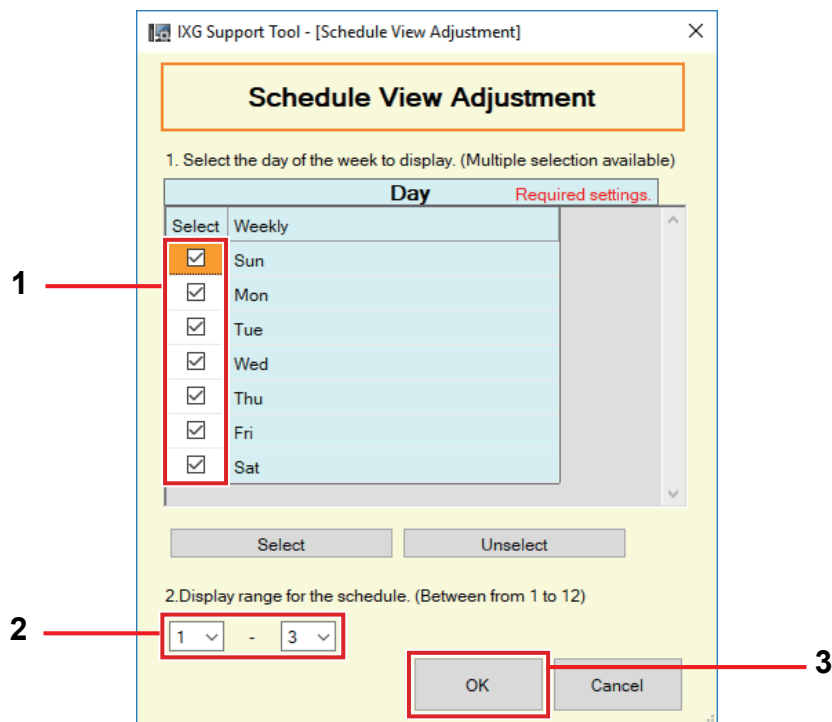 IXG Support Tool - [Schedule View Adjustment]
Schedule View Adjustment
1. Select the day of the week to display. (Multiple selection available)
Day Required settings.
Select Weekly
Sun
1
Mon
Tue
Wed
Thu
Fri
Sat
Select Unselect
2.Display range for the schedule. (Between from 1 to 12)
2
1 - 3
3
OK Cancel